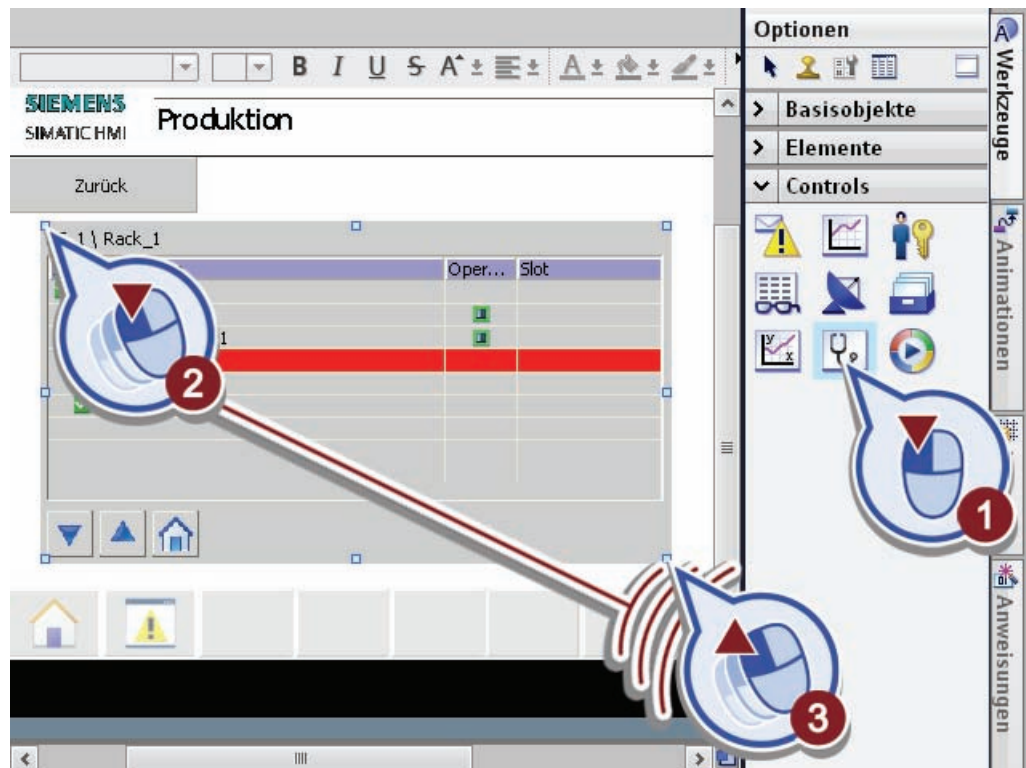 Optionen
B I U S A
Werkzeuge
Basisobjekte
Elemente
Controls
SIEMENS
SIMATIC HMI
Produktion
Zurück
1 \ Rack_1
Oper... Slot
1
Y
x
Animationen
Anweisungen
1
2
3